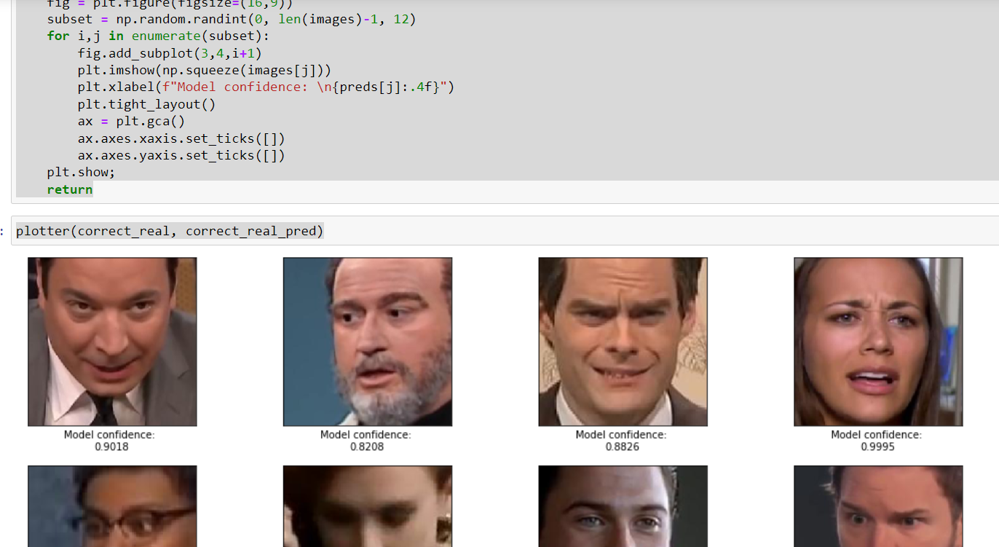 fig = plt.figure(figsize=(16,9))
subset = np.random.randint(0, len(images)-1, 12)
for i,j in enumerate(subset):
fig.add_subplot(3,4,i+1)
plt.imshow(np.squeeze(images[j]))
plt.xlabel(f"Model confidence: \n{preds[j]:.4f}")
plt.tight_layout()
ax = plt.gca()
ax.axes.xaxis.set_ticks([])
ax.axes.yaxis.set_ticks([])
plt.show;
return
: plotter(correct_real, correct_real_pred)
Model confidence: Model confidence: Model confidence: Model confidence:
0.9018 0.8208 0.8826 0.9995